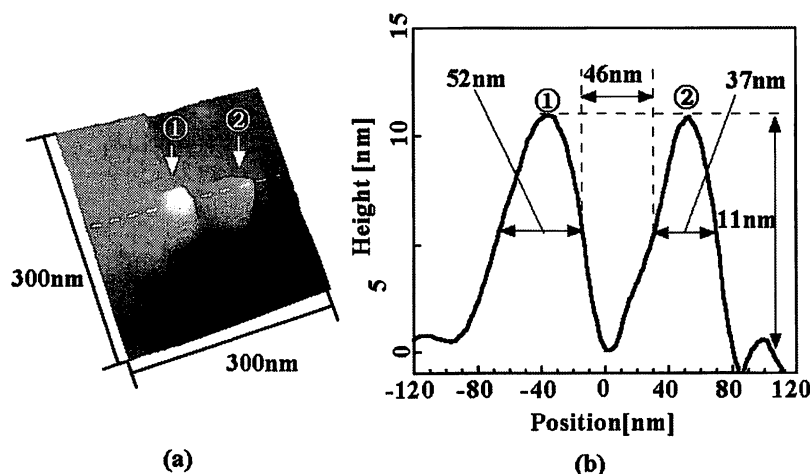 ①
②
300nm
300nm
(a)
15
10
5
0
Height [nm]
52nm
46nm
37nm
①
②
11nm
-120
-80
-40
0
40
80
120
Position[nm]
(b)